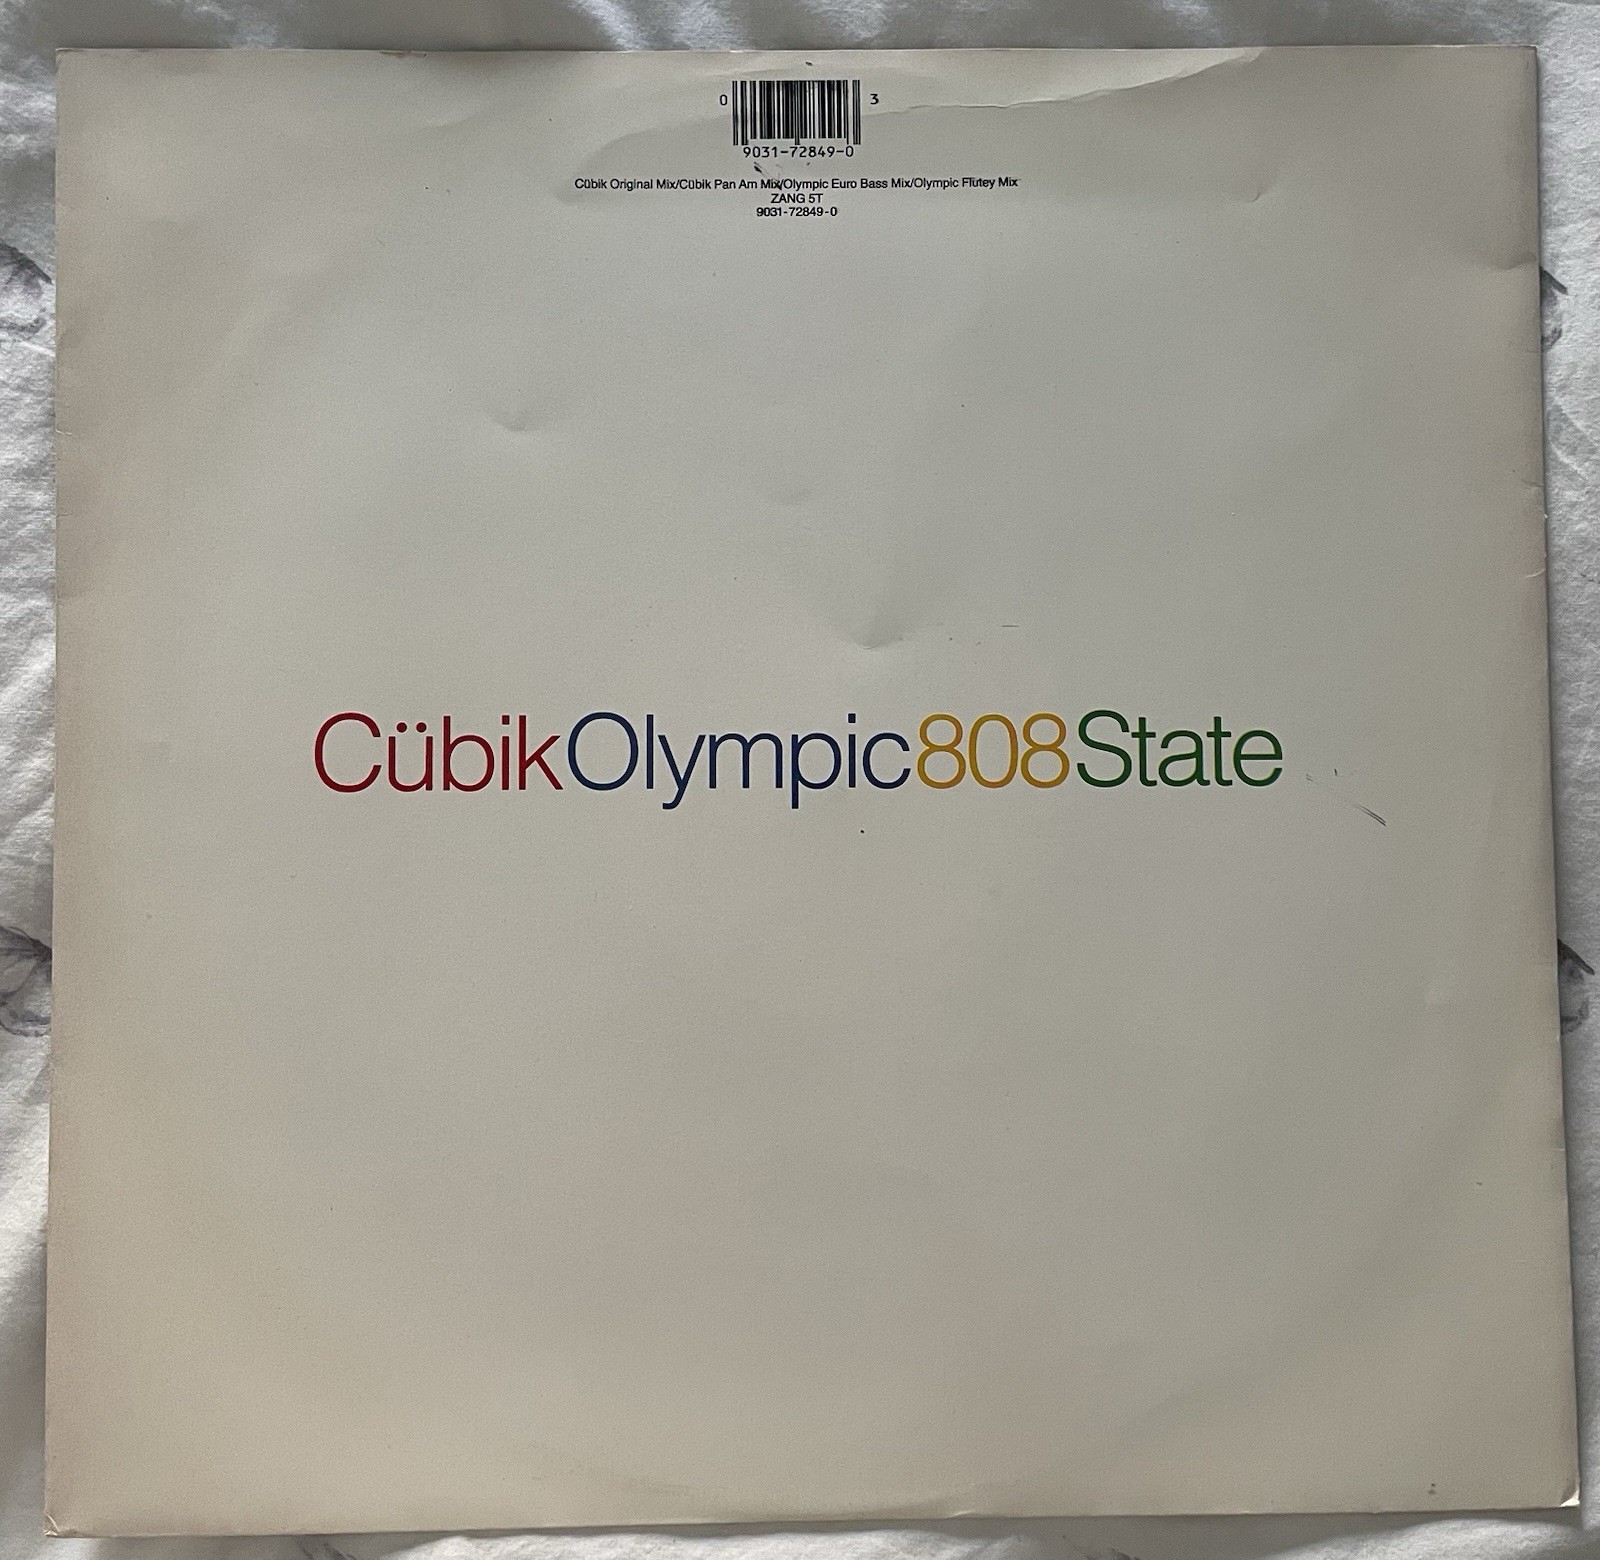 0 3
9031-72849-0
Cübik Original Mix/Cübik Pan Am Mix/Olympic Euro Bass Mix/Olympic Flutey Mix
ZANG 5T
9031-72849-0
CübikOlympic808State